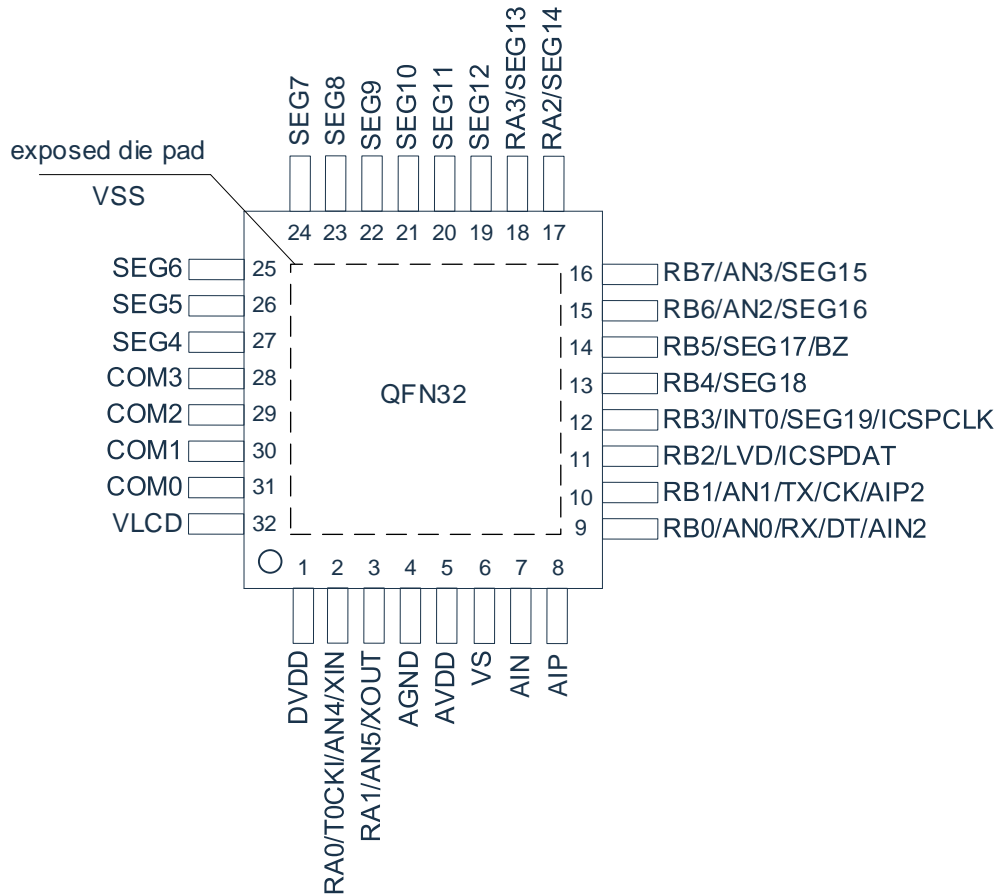 SEG7
SEG8
SEG9
SEG10
SEG11
SEG12
RA3/SEG13
RA2/SEG14
exposed die pad
VSS
24
23
22
21
20
19
18
17
SEG6
25
SEG5
26
SEG4
27
COM3
28
COM2
29
COM1
30
COM0
31
VLCD
32
QFN32
16
RB7/AN3/SEG15
15
RB6/AN2/SEG16
14
RB5/SEG17/BZ
13
RB4/SEG18
12
RB3/INT0/SEG19/ICSPCLK
11
RB2/LVD/ICSPDAT
10
RB1/AN1/TX/CK/AIP2
9
RB0/AN0/RX/DT/AIN2
1
2
3
4
5
6
7
8
DVDD
RA0/T0CKI/AN4/XIN
RA1/AN5/XOUT
AGND
AVDD
VS
AIN
AIP